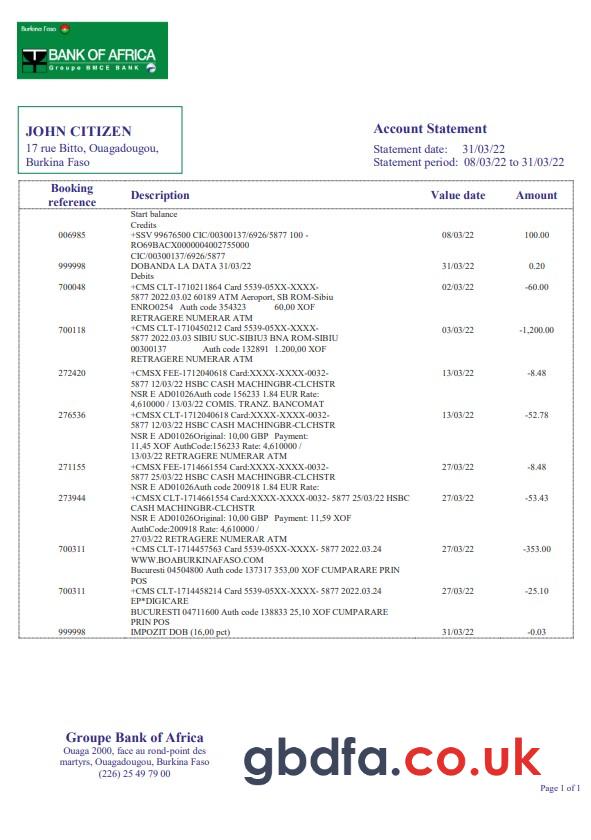 Burkina Faso
BANK OF AFRICA
Groupe BMCE BANK
JOHN CITIZEN
17 rue Bitto, Ouagadougou,
Burkina Faso
Account Statement
Statement date: 31/03/22
Statement period: 08/03/22 to 31/03/22
Booking reference Description Value date Amount
Start balance
Credits
006985 +SSV 99676500 CIC/00300137/6926/5877 100 - 08/03/22 100.00
RO69BACX0000004002755000
CIC/00300137/6926/5877
999998 DOBANDA LA DATA 31/03/22 31/03/22 0.20
Debits
700048 +CMS CLT-1710211864 Card 5539-05XX-XXXX- 02/03/22 -60.00
5877 2022.03.02 60189 ATM Aeroport, SB ROM-Sibiu
ENRO0254 Auth code 354323 60,00 XOF
RETRAGERE NUMERAR ATM
700118 +CMS CLT-1710450212 Card 5539-05XX-XXXX- 03/03/22 -1,200.00
5877 2022.03.03 SIBIU SUC-SIBIU3 BNA ROM-SIBIU
00300137 Auth code 132891 1.200,00 XOF
RETRAGERE NUMERAR ATM
272420 +CMSX FEE-1712040618 Card:XXXX-XXXX-0032- 13/03/22 -8.48
5877 12/03/22 HSBC CASH MACHINGBR-CLCHSTR
NSR E AD01026Auth code 156233 1.84 EUR Rate:
4,610000 / 13/03/22 COMIS. TRANZ. BANCOMAT
276536 +CMSX CLT-1712040618 Card:XXXX-XXXX-0032- 13/03/22 -52.78
5877 12/03/22 HSBC CASH MACHINGBR-CLCHSTR
NSR E AD01026Original: 10,00 GBP Payment:
11,45 XOF AuthCode:156233 Rate: 4,610000 /
13/03/22 RETRAGERE NUMERAR ATM
271155 +CMSX FEE-1714661554 Card:XXXX-XXXX-0032- 27/03/22 -8.48
5877 25/03/22 HSBC CASH MACHINGBR-CLCHSTR
NSR E AD01026Auth code 200918 1.84 EUR Rate:
273944 +CMSX CLT-1714661554 Card:XXXX-XXXX-0032- 5877 25/03/22 HSBC 27/03/22 -53.43
CASH MACHINGBR-CLCHSTR
NSR E AD01026Original: 10,00 GBP Payment: 11,59 XOF
AuthCode:200918 Rate: 4,610000 /
27/03/22 RETRAGERE NUMERAR ATM
700311 +CMS CLT-1714457563 Card 5539-05XX-XXXX- 5877 2022.03.24 27/03/22 -353.00
WWW.BOABURKINAFASO.COM
Bucuresti 04504800 Auth code 137317 353,00 XOF CUMPARARE PRIN
POS
700311 +CMS CLT-1714458214 Card 5539-05XX-XXXX- 5877 2022.03.24 27/03/22 -25.10
EP*DIGICARE
BUCURESTI 04711600 Auth code 138833 25,10 XOF CUMPARARE
PRIN POS
999998 IMPOZIT DOB (16,00 pct) 31/03/22 -0.03
Groupe Bank of Africa
Ouaga 2000, face au rond-point des
martyrs, Ouagadougou, Burkina Faso
(226) 25 49 79 00
gbdfa.co.uk
Page 1 of 1